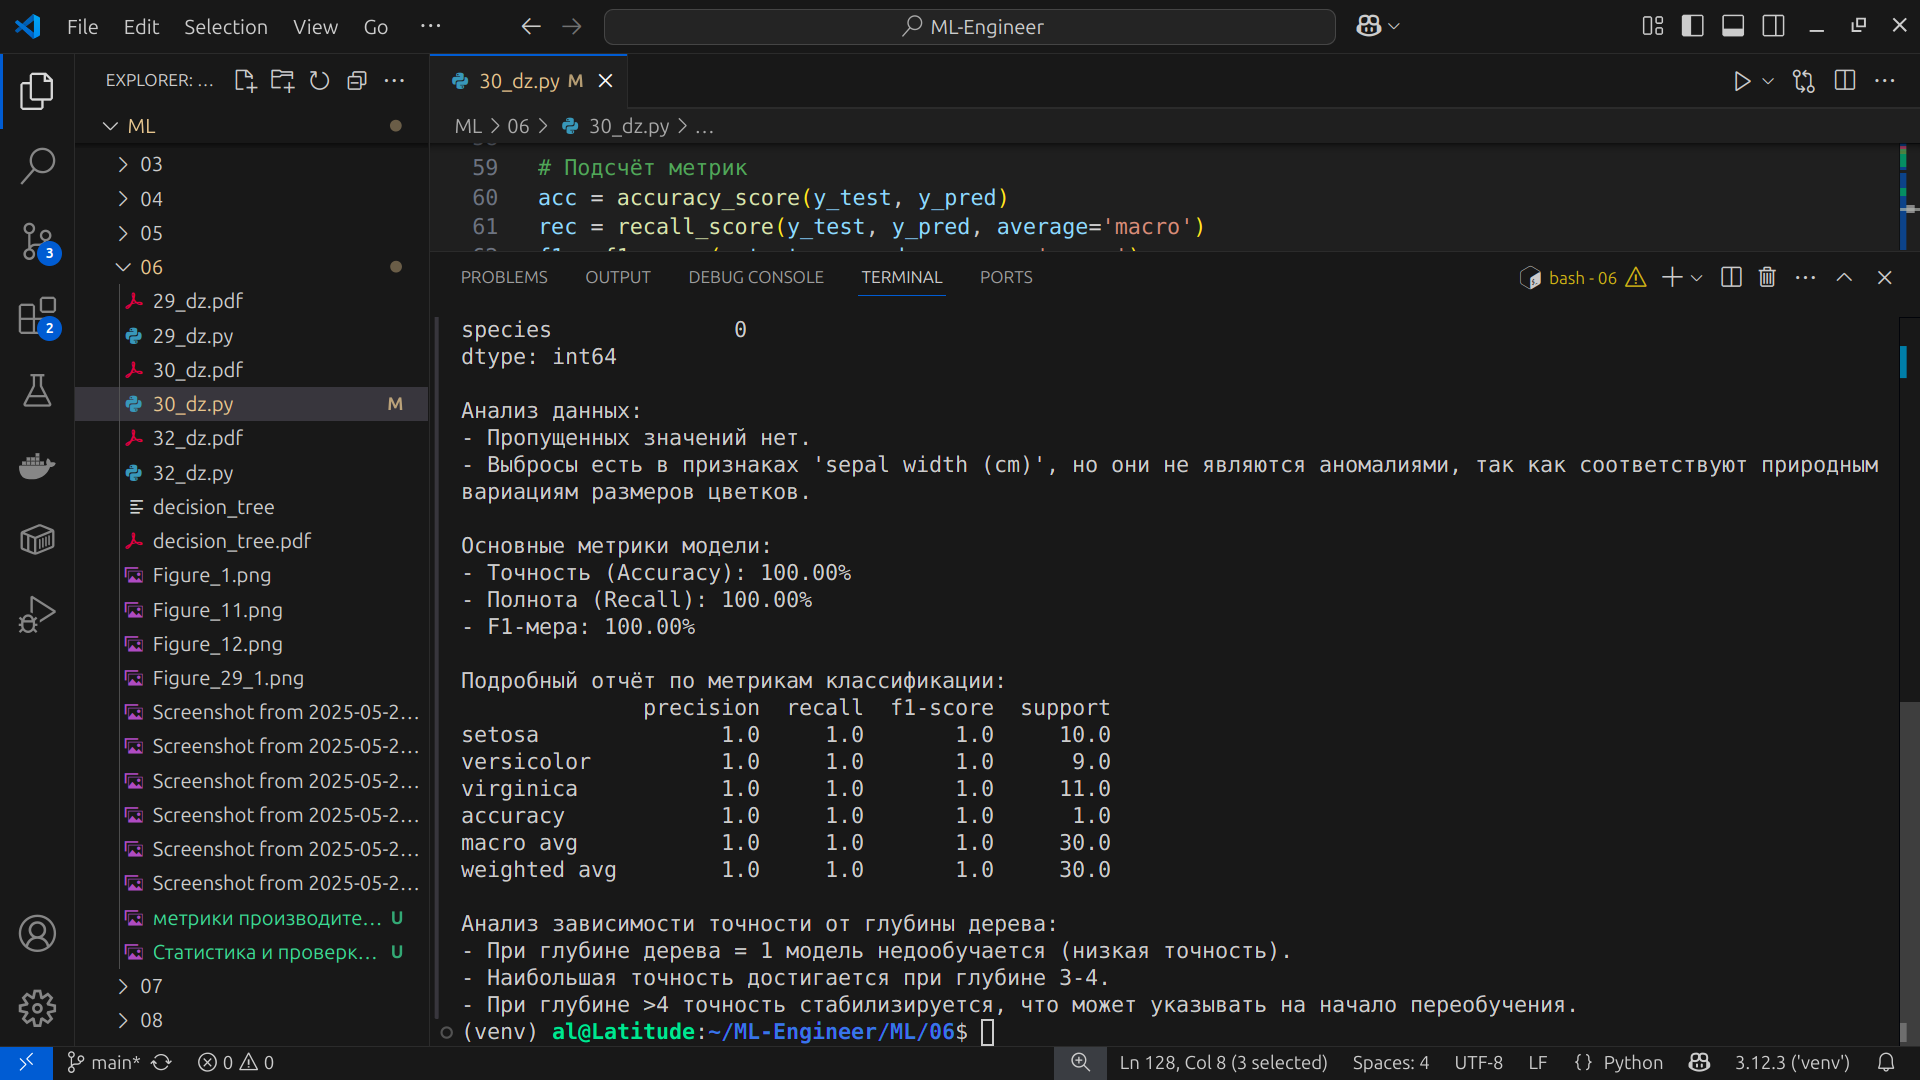 File Edit Selection View Go ···
ML-Engineer
EXPLORER: ...
30_dz.py M
ML
ML > 06 > 30_dz.py > ...
03
04
05
06
29_dz.pdf
29_dz.py
30_dz.pdf
30_dz.py M
32_dz.pdf
32_dz.py
decision_tree
decision_tree.pdf
Figure_1.png
Figure_11.png
Figure_12.png
Figure_29_1.png
Screenshot from 2025-05-2...
Screenshot from 2025-05-2...
Screenshot from 2025-05-2...
Screenshot from 2025-05-2...
Screenshot from 2025-05-2...
Screenshot from 2025-05-2...
метрики производите... U
Статистика и проверк... U
07
08
3
2
59 # Подсчёт метрик
60 acc = accuracy_score(y_test, y_pred)
61 rec = recall_score(y_test, y_pred, average='macro')
PROBLEMS OUTPUT DEBUG CONSOLE TERMINAL PORTS
bash - 06
species 0
dtype: int64
Анализ данных:
- Пропущенных значений нет.
- Выбросы есть в признаках 'sepal width (cm)', но они не являются аномалиями, так как соответствуют природным
вариациям размеров цветков.
Основные метрики модели:
- Точность (Accuracy): 100.00%
- Полнота (Recall): 100.00%
- F1-мера: 100.00%
Подробный отчёт по метрикам классификации:
precision recall f1-score support
setosa 1.0 1.0 1.0 10.0
versicolor 1.0 1.0 1.0 9.0
virginica 1.0 1.0 1.0 11.0
accuracy 1.0 1.0 1.0 1.0
macro avg 1.0 1.0 1.0 30.0
weighted avg 1.0 1.0 1.0 30.0
Анализ зависимости точности от глубины дерева:
- При глубине дерева = 1 модель недообучается (низкая точность).
- Наибольшая точность достигается при глубине 3-4.
- При глубине >4 точность стабилизируется, что может указывать на начало переобучения.
(venv) al@Latitude:~/ML-Engineer/ML/06$
main* 0 0 Ln 128, Col 8 (3 selected) Spaces: 4 UTF-8 LF {} Python 3.12.3 ('venv')